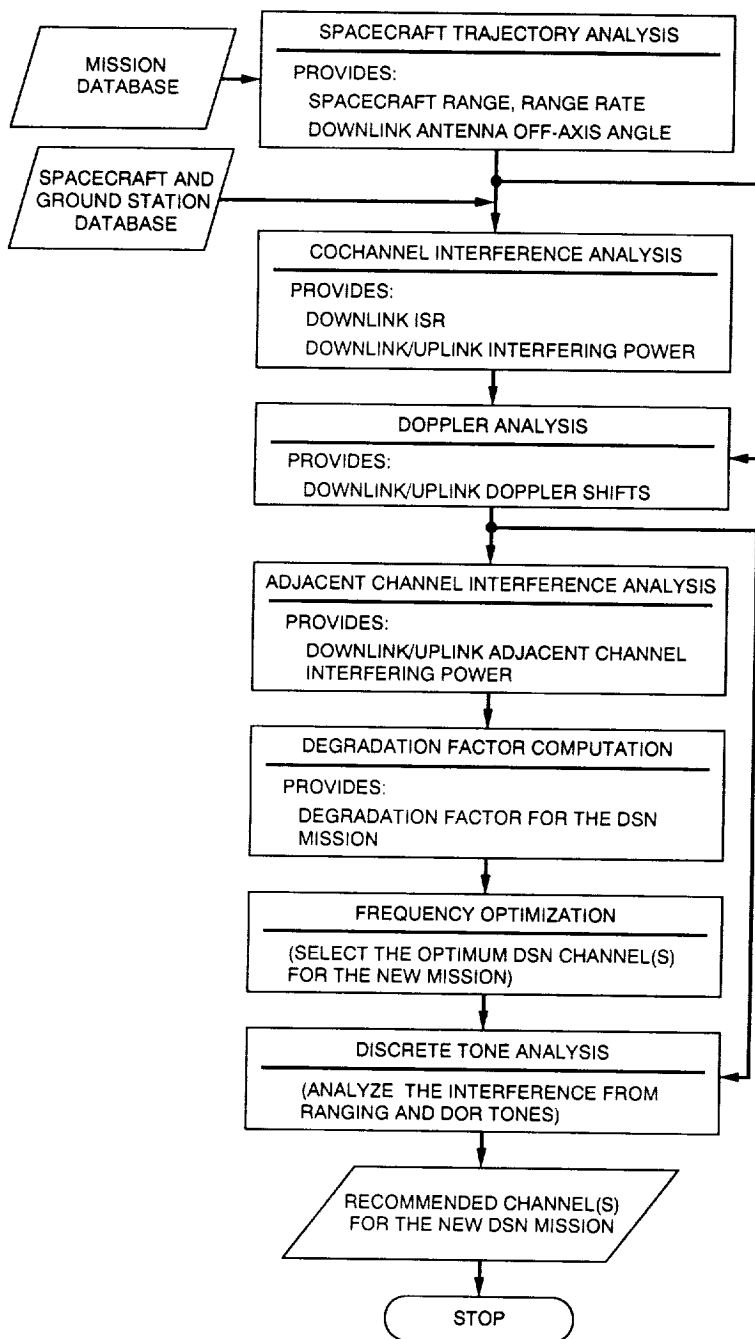 SPACECRAFT TRAJECTORY ANALYSIS
MISSION
DATABASE
PROVIDES:
SPACECRAFT RANGE, RANGE RATE
DOWNLINK ANTENNA OFF-AXIS ANGLE
SPACECRAFT AND
GROUND STATION
DATABASE
COCHANNEL INTERFERENCE ANALYSIS
PROVIDES:
DOWNLINK ISR
DOWNLINK/UPLINK INTERFERING POWER
DOPPLER ANALYSIS
PROVIDES:
DOWNLINK/UPLINK DOPPLER SHIFTS
ADJACENT CHANNEL INTERFERENCE ANALYSIS
PROVIDES:
DOWNLINK/UPLINK ADJACENT CHANNEL
INTERFERING POWER
DEGRADATION FACTOR COMPUTATION
PROVIDES:
DEGRADATION FACTOR FOR THE DSN
MISSION
FREQUENCY OPTIMIZATION
(SELECT THE OPTIMUM DSN CHANNEL(S)
FOR THE NEW MISSION)
DISCRETE TONE ANALYSIS
(ANALYZE THE INTERFERENCE FROM
RANGING AND DOR TONES)
RECOMMENDED CHANNEL(S)
FOR THE NEW DSN MISSION
STOP